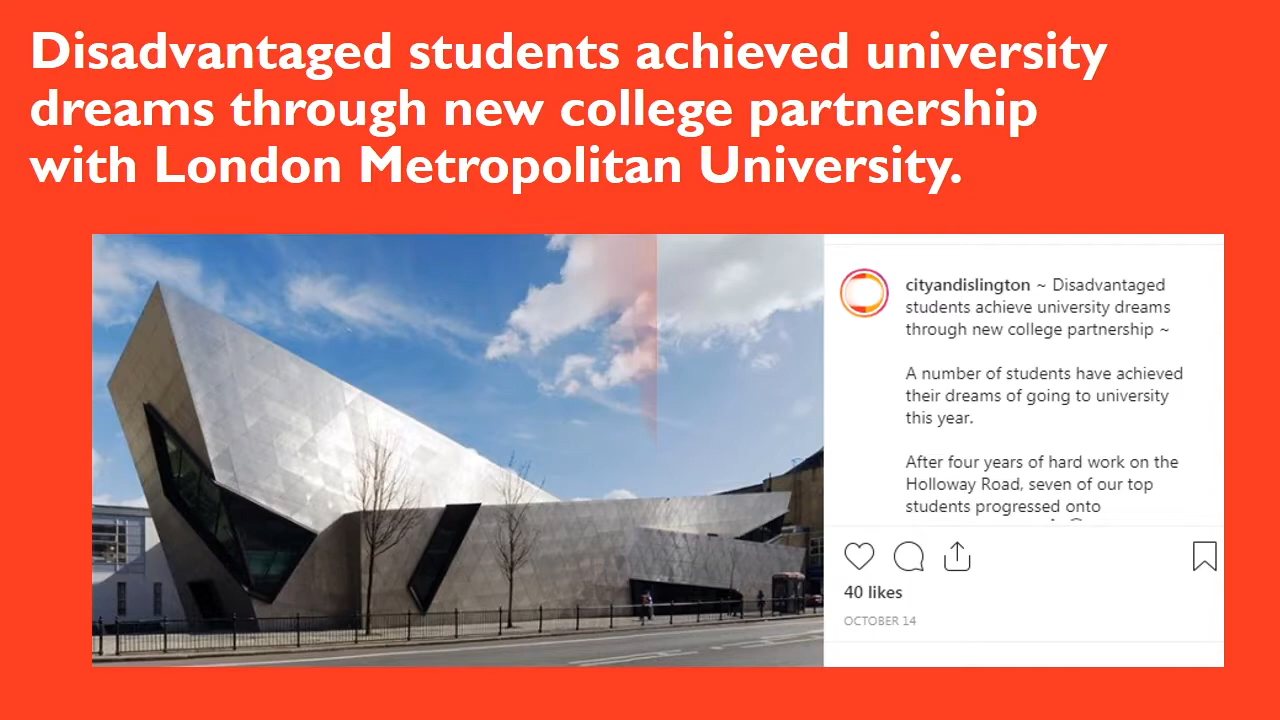 Disadvantaged students achieved university
dreams through new college partnership
with London Metropolitan University.
cityandislington ~ Disadvantaged
students achieve university dreams
through new college partnership ~
A number of students have achieved
their dreams of going to university
this year.
After four years of hard work on the
Holloway Road, seven of our top
students progressed onto
40 likes
OCTOBER 14